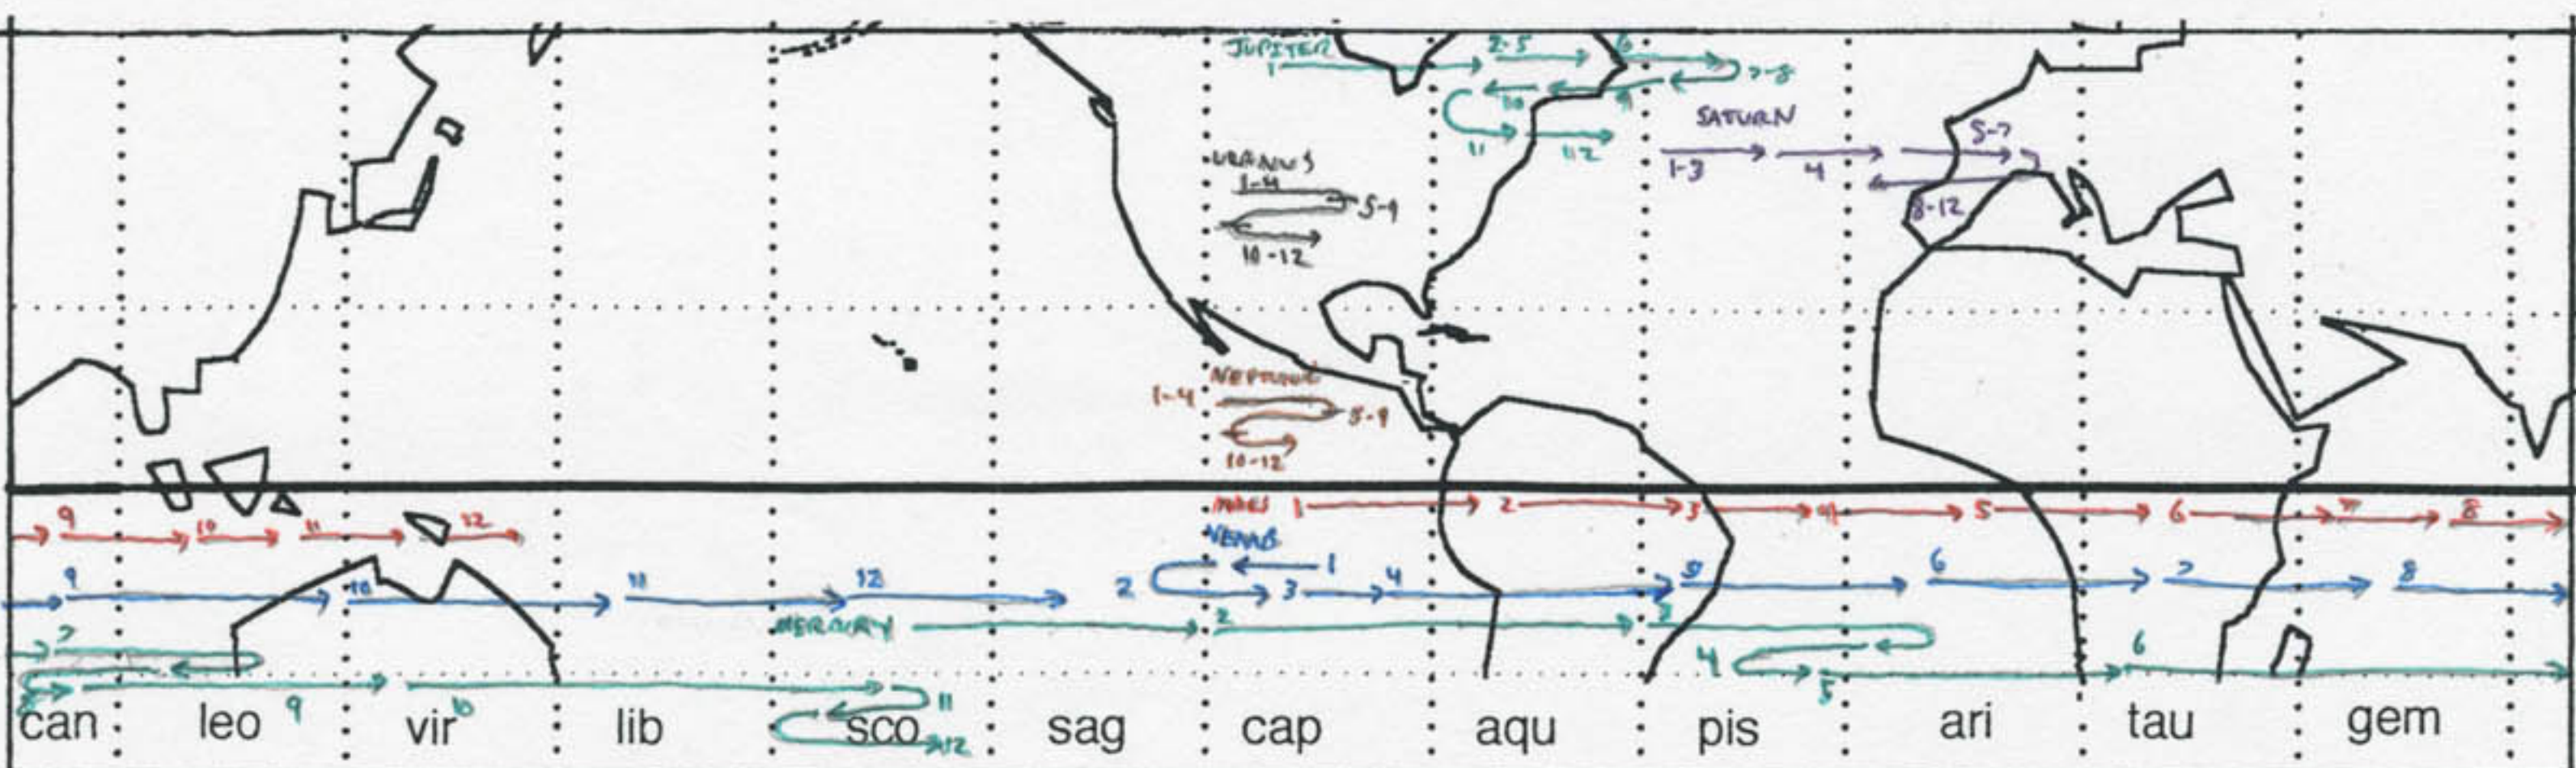 JUPITER 2-5 6
1 7-8
10 9
11 12
SATURN
5-7
1-3 4
8-12
URANUS
1-4
5-9
10-12
NEPTUNE
1-4
5-9
10-12
MARS 1 2 3 4 5 6 7 8
9 10 11 12
VENUS
9 10 11 12 2 1 3 4 5 6 7 8
MERCURY 2 3
7 4 5 6
8 9 10 11
12
can leo vir lib sco sag cap aqu pis ari tau gem